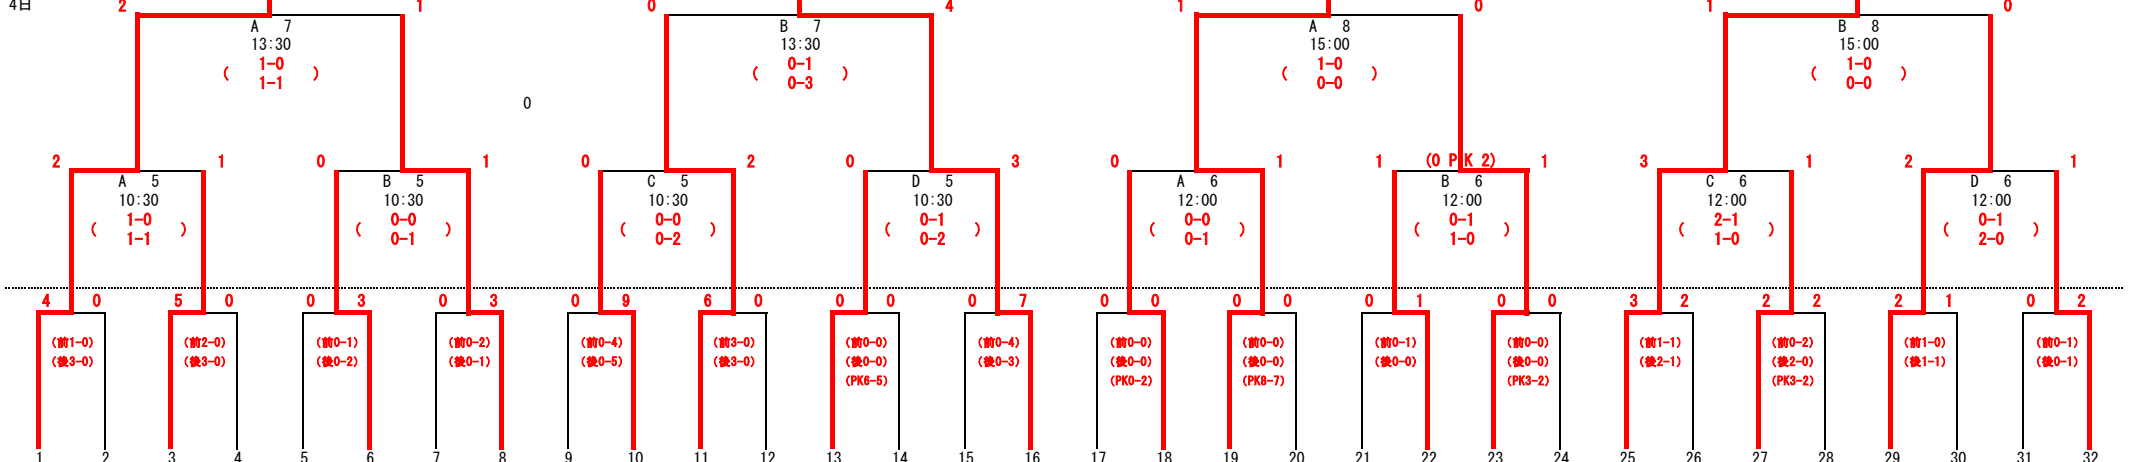 4日 2 1 0 4 1 0 1 0
A 7 B 7 A 8 B 8
13:30 13:30 15:00 15:00
1-0 0-1 1-0 1-0
( ) ( ) ( ) ( )
1-1 0-3 0-0 0-0
0
2 1 0 1 0 2 0 3 0 1 1 (0 PK 2) 1 3 1 2 1
A 5 B 5 C 5 D 5 A 6 B 6 C 6 D 6
10:30 10:30 10:30 10:30 12:00 12:00 12:00 12:00
1-0 0-0 0-0 0-1 0-0 0-1 2-1 0-1
( ) ( ) ( ) ( ) ( ) ( ) ( ) ( )
1-1 0-1 0-2 0-2 0-1 1-0 1-0 2-0
4 0 5 0 0 3 0 3 0 9 6 0 0 0 0 7 0 0 0 0 0 1 0 0 3 2 2 2 2 1 0 2
(前1-0) (前2-0) (前0-1) (前0-2) (前0-4) (前3-0) (前0-0) (前0-4) (前0-0) (前0-0) (前0-1) (前0-0) (前1-1) (前0-2) (前1-0) (前0-1)
(後3-0) (後3-0) (後0-2) (後0-1) (後0-5) (後3-0) (後0-0) (後0-3) (後0-0) (後0-0) (後0-0) (後0-0) (後2-1) (後2-0) (後1-1) (後0-1)
(PK6-5) (PK0-2) (PK8-7) (PK3-2) (PK3-2)
1 2 3 4 5 6 7 8 9 10 11 12 13 14 15 16 17 18 19 20 21 22 23 24 25 26 27 28 29 30 31 32